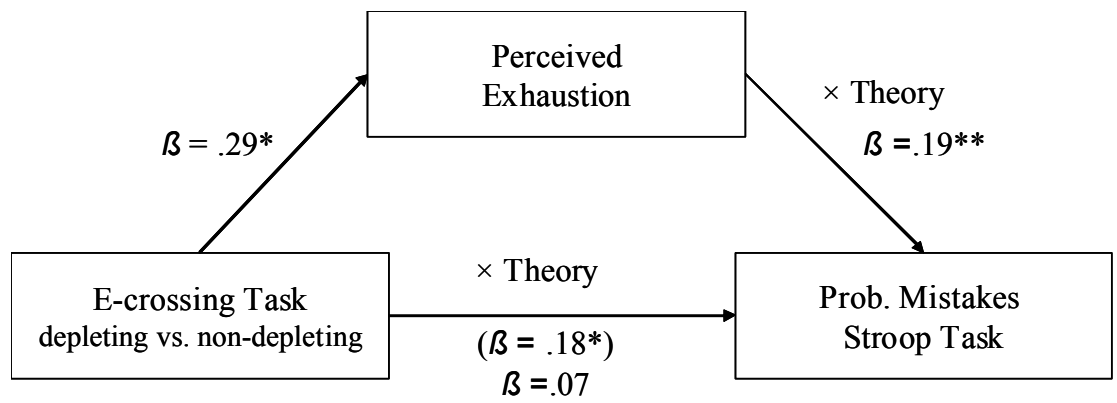 Perceived
Exhaustion
× Theory
ß = .29*
ß =.19**
E-crossing Task
depleting vs. non-depleting
× Theory
(ß = .18*)
ß =.07
Prob. Mistakes
Stroop Task